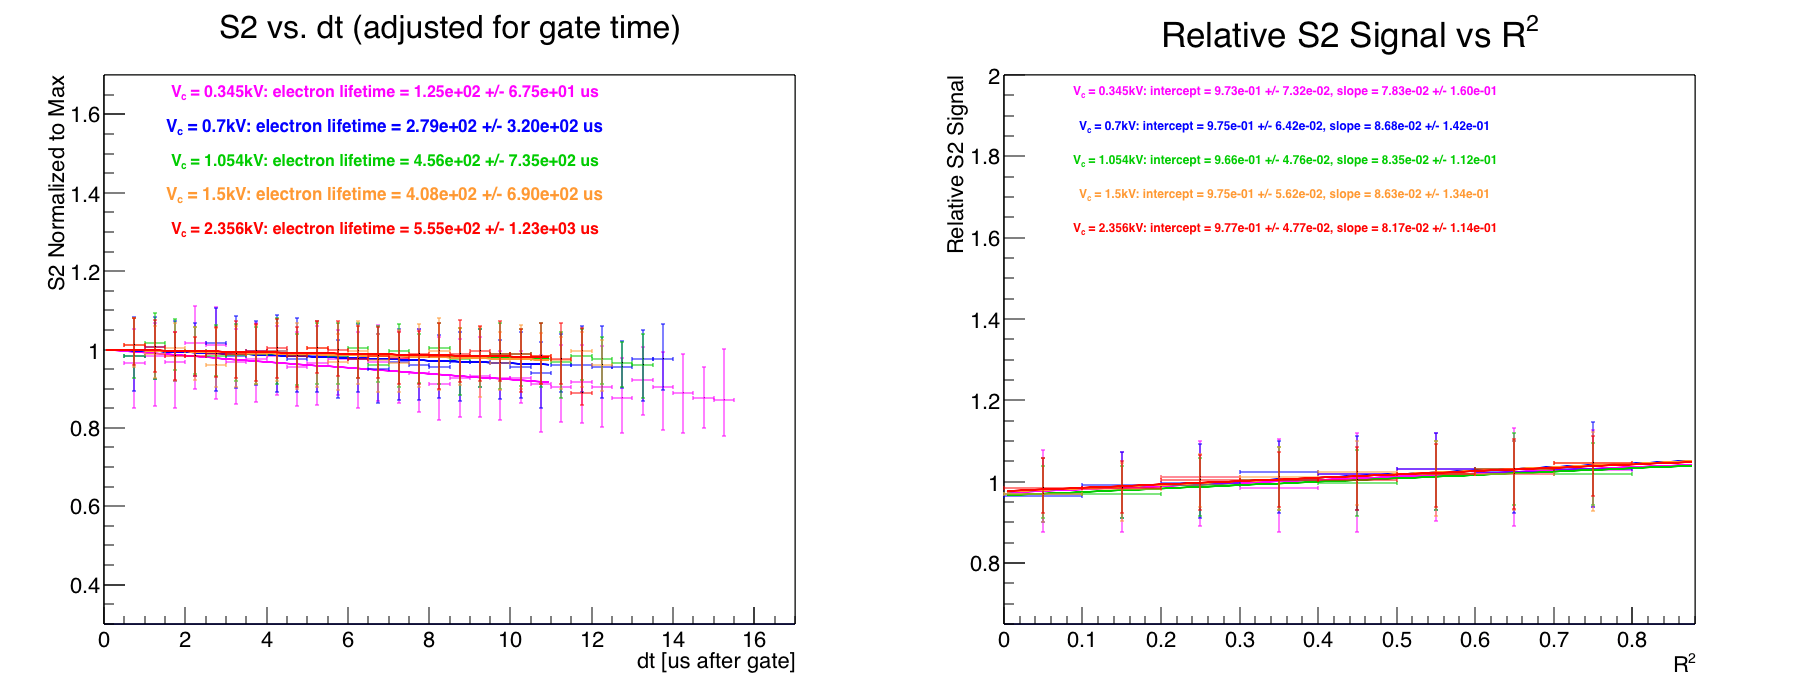 S2 vs. dt (adjusted for gate time)
S2 Normalized to Max
V_c = 0.345kV: electron lifetime = 1.25e+02 +/- 6.75e+01 us
V_c = 0.7kV: electron lifetime = 2.79e+02 +/- 3.20e+02 us
V_c = 1.054kV: electron lifetime = 4.56e+02 +/- 7.35e+02 us
V_c = 1.5kV: electron lifetime = 4.08e+02 +/- 6.90e+02 us
V_c = 2.356kV: electron lifetime = 5.55e+02 +/- 1.23e+03 us
1.6
1.4
1.2
1
0.8
0.6
0.4
0 2 4 6 8 10 12 14 16
dt [us after gate]
Relative S2 Signal vs R²
Relative S2 Signal
V_c = 0.345kV: intercept = 9.73e-01 +/- 7.32e-02, slope = 7.83e-02 +/- 1.60e-01
V_c = 0.7kV: intercept = 9.75e-01 +/- 6.42e-02, slope = 8.68e-02 +/- 1.42e-01
V_c = 1.054kV: intercept = 9.66e-01 +/- 4.76e-02, slope = 8.35e-02 +/- 1.12e-01
V_c = 1.5kV: intercept = 9.75e-01 +/- 5.62e-02, slope = 8.63e-02 +/- 1.34e-01
V_c = 2.356kV: intercept = 9.77e-01 +/- 4.77e-02, slope = 8.17e-02 +/- 1.14e-01
2
1.8
1.6
1.4
1.2
1
0.8
0 0.1 0.2 0.3 0.4 0.5 0.6 0.7 0.8
R²